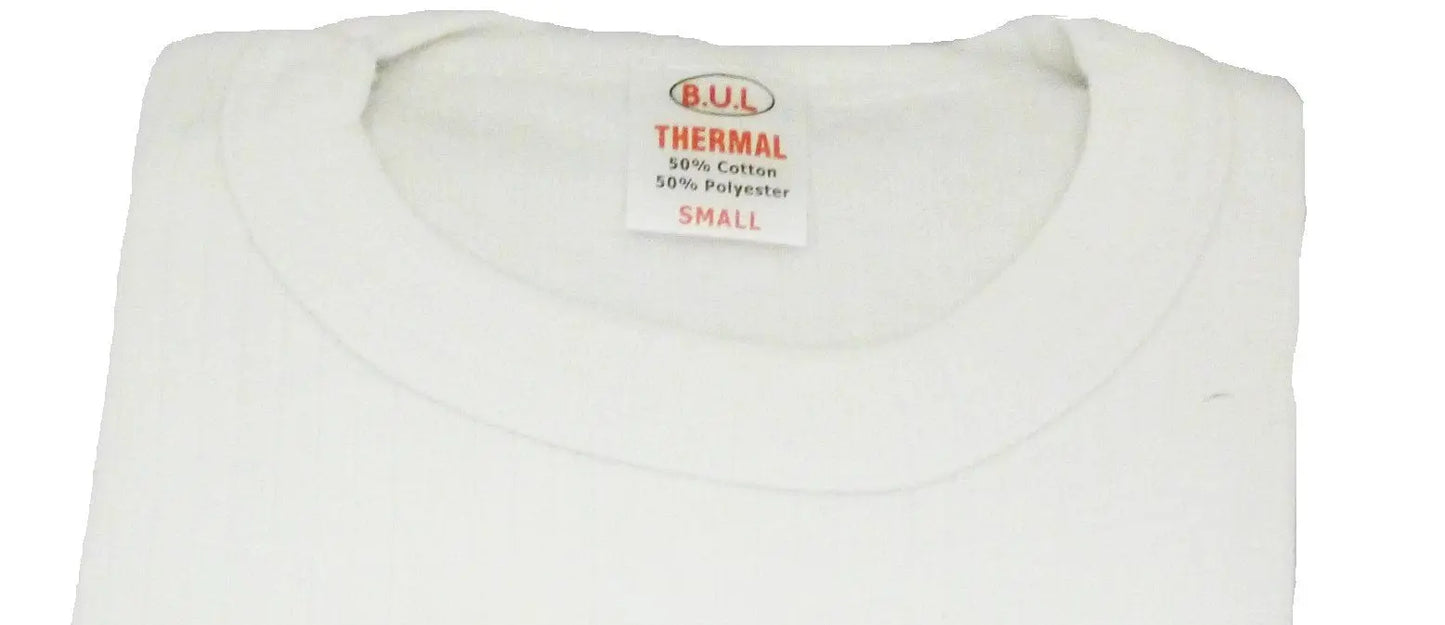 B.U.L
THERMAL
50% Cotton
50% Polyester
SMALL